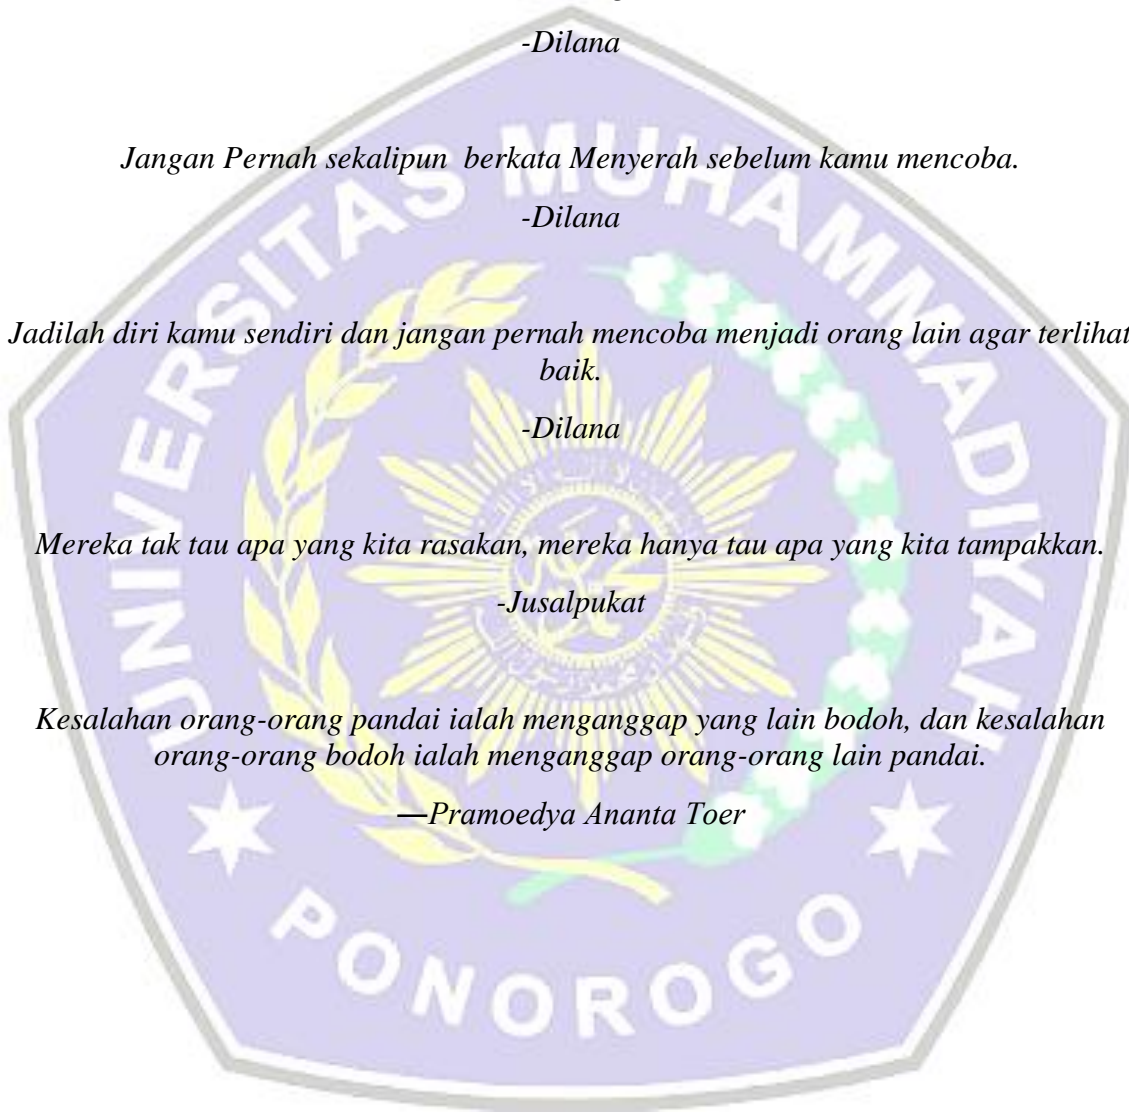 -Dilana
Jangan Pernah sekalipun berkata Menyerah sebelum kamu mencoba.
-Dilana
Jadilah diri kamu sendiri dan jangan pernah mencoba menjadi orang lain agar terlihat
baik.
-Dilana
Mereka tak tau apa yang kita rasakan, mereka hanya tau apa yang kita tampakkan.
-Jusalpukat
Kesalahan orang-orang pandai ialah menganggap yang lain bodoh, dan kesalahan
orang-orang bodoh ialah menganggap orang-orang lain pandai.
—Pramoedya Ananta Toer
UNIVERSITAS MUHAMMADIYAH
PONOROGO